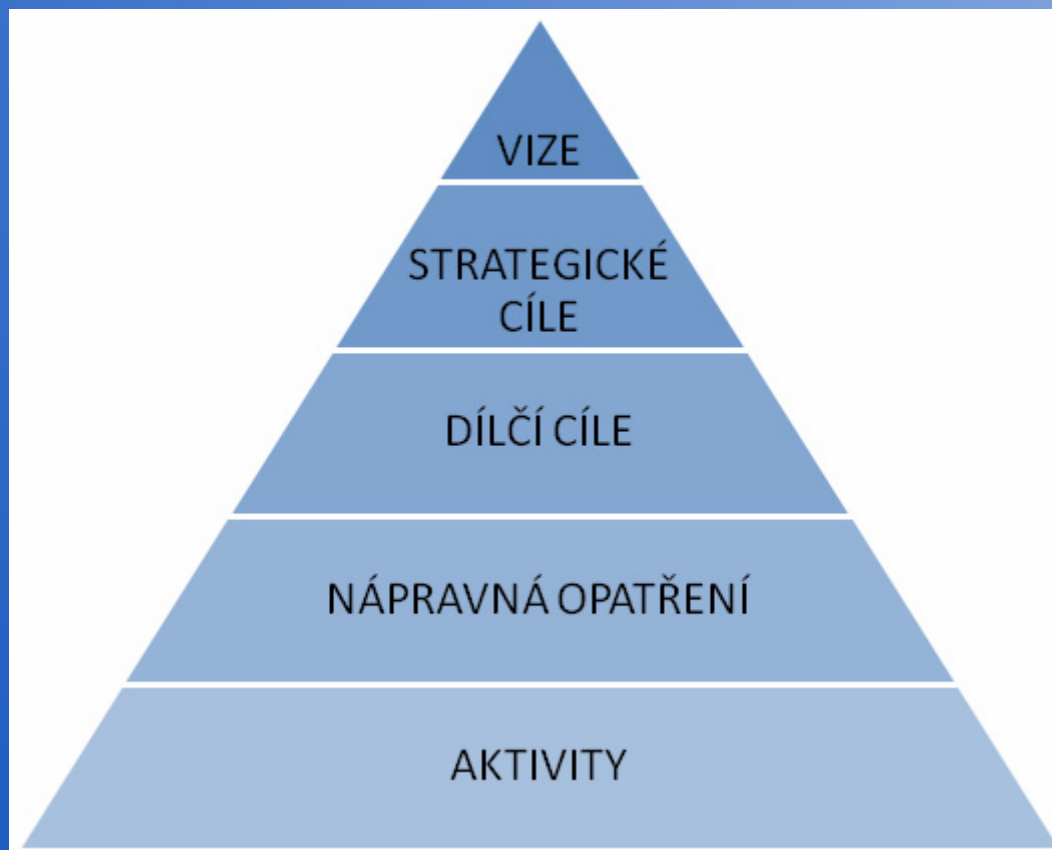 VIZE
STRATEGICKÉ
CÍLE
DÍLČÍ CÍLE
NÁPRAVNÁ OPATŘENÍ
AKTIVITY